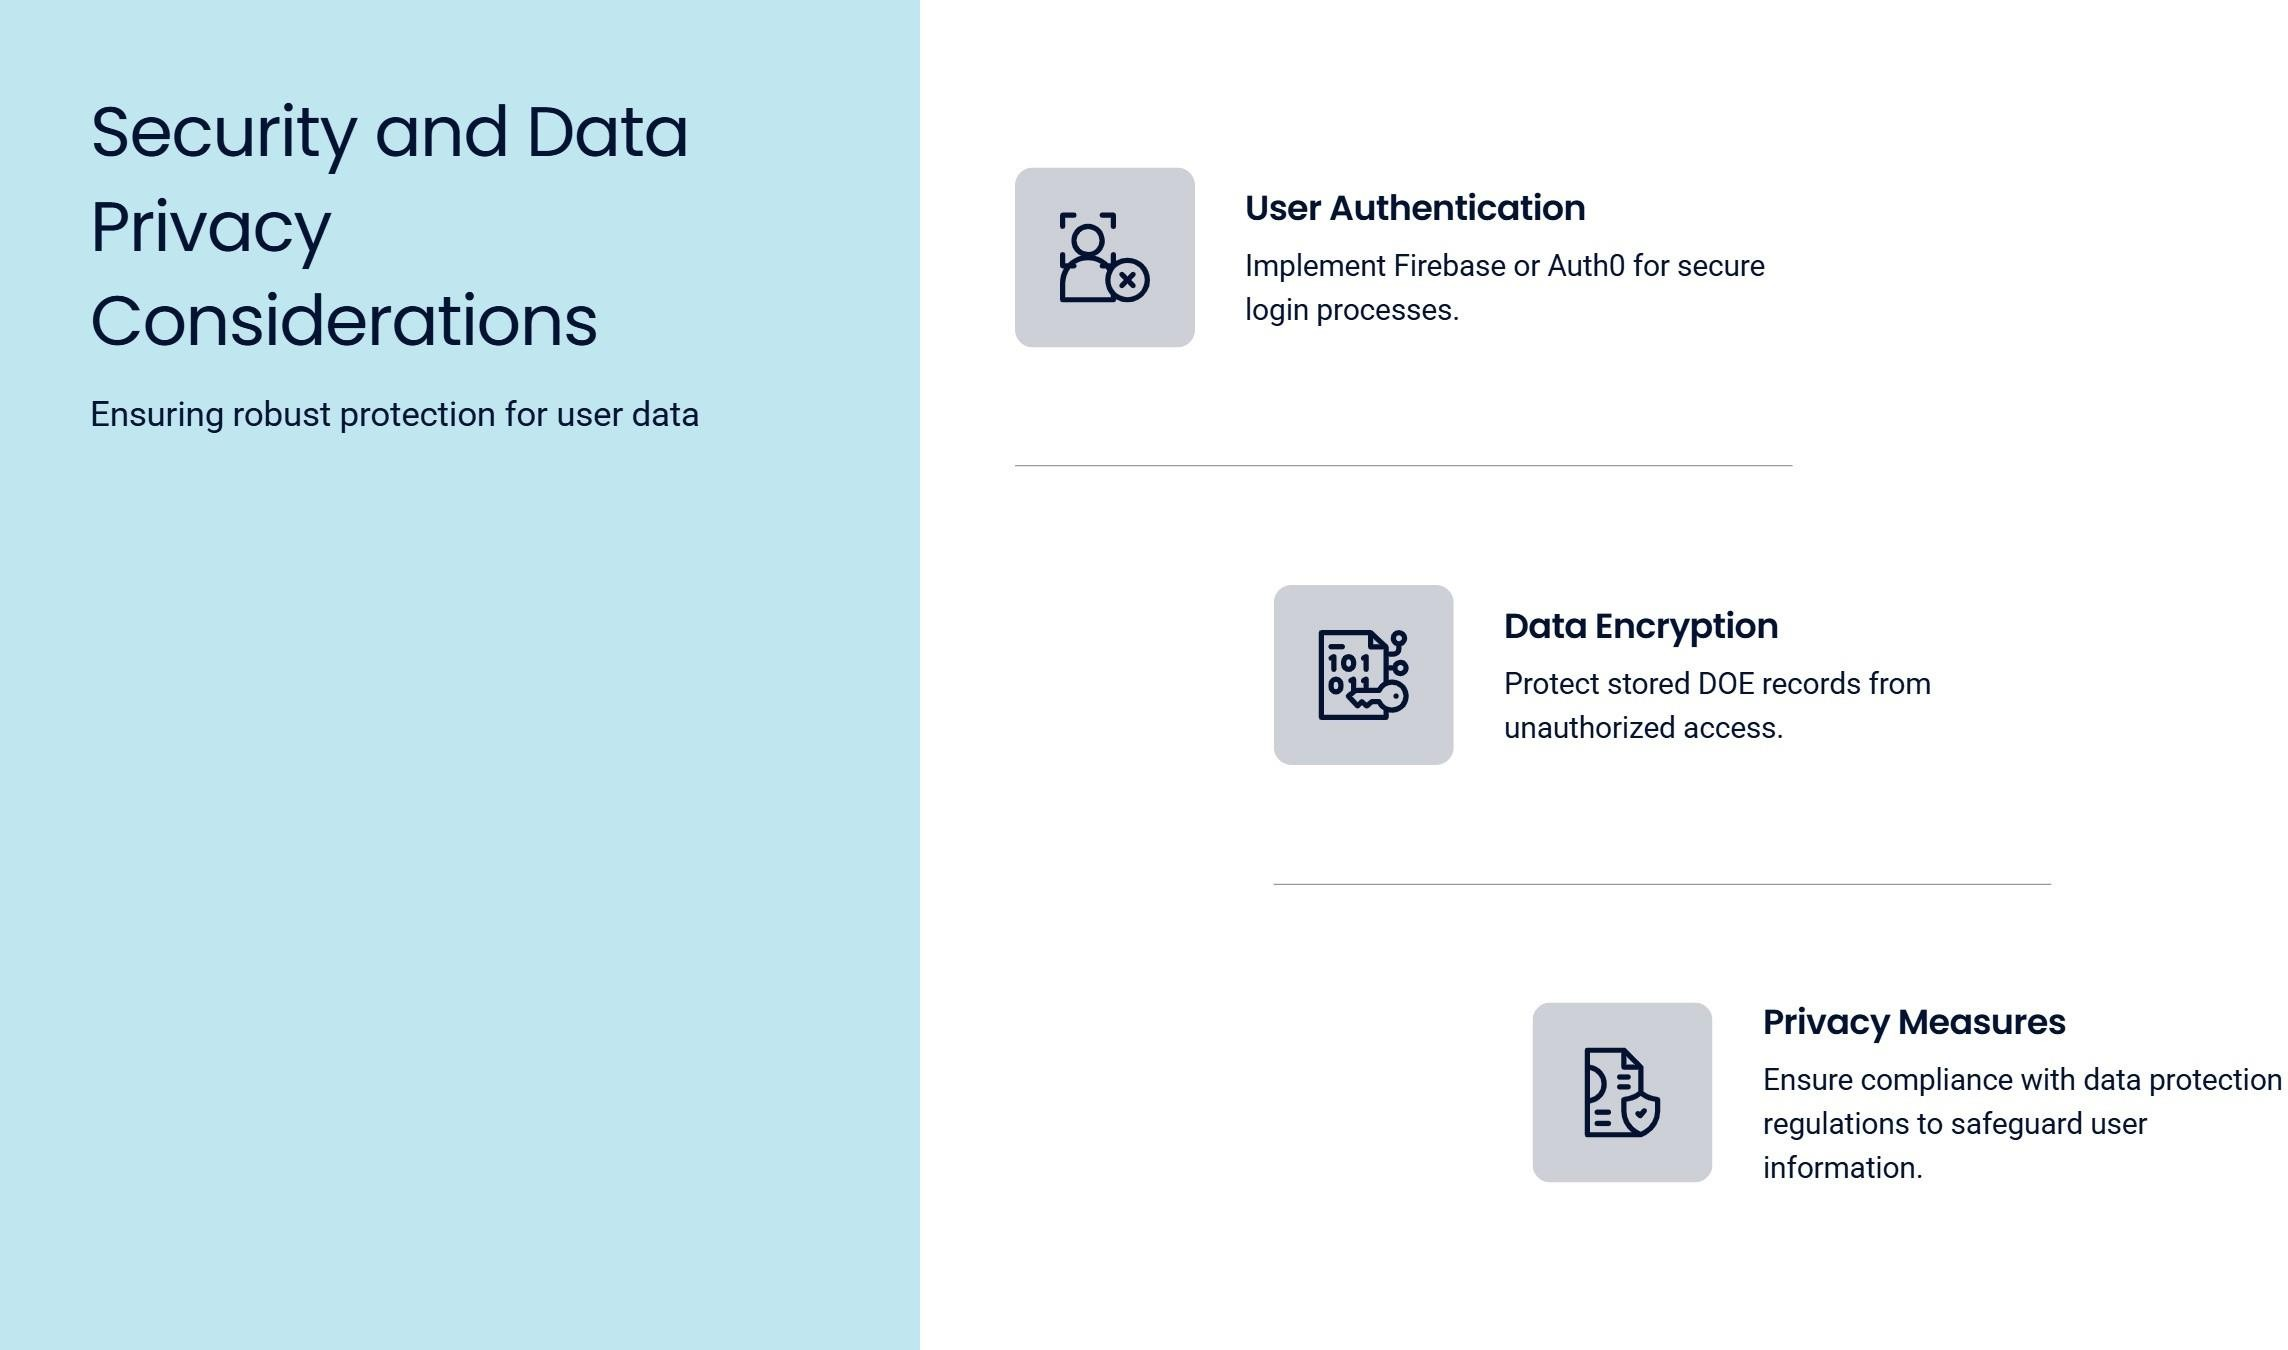 Security and Data
Privacy
Considerations
Ensuring robust protection for user data
User Authentication
Implement Firebase or Auth0 for secure
login processes.
101
011
Data Encryption
Protect stored DOE records from
unauthorized access.
Privacy Measures
Ensure compliance with data protection
regulations to safeguard user
information.